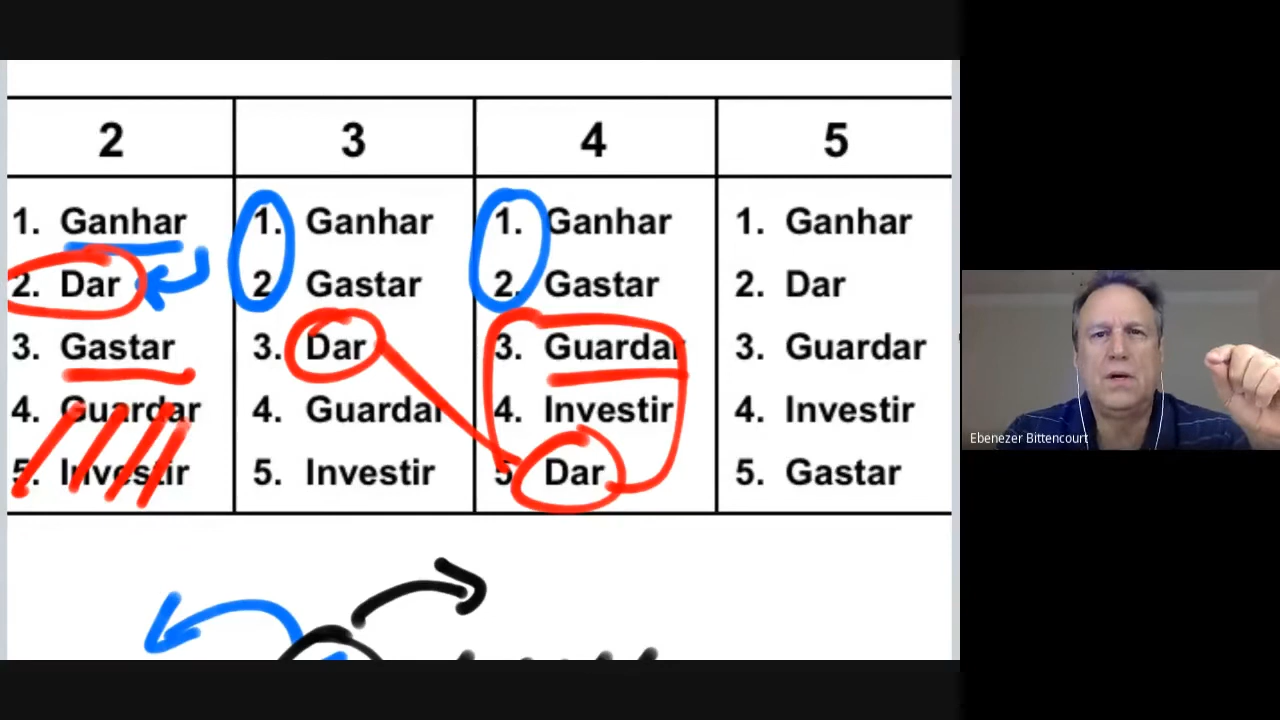 2 3 4 5
1. Ganhar
2. Dar
3. Gastar
4. Guardar
5. Investir
1. Ganhar
2. Gastar
3. Dar
4. Guardar
5. Investir
1. Ganhar
2. Gastar
3. Guardar
4. Investir
5. Dar
1. Ganhar
2. Dar
3. Guardar
4. Investir
5. Gastar
Ebenezer Bittencourt